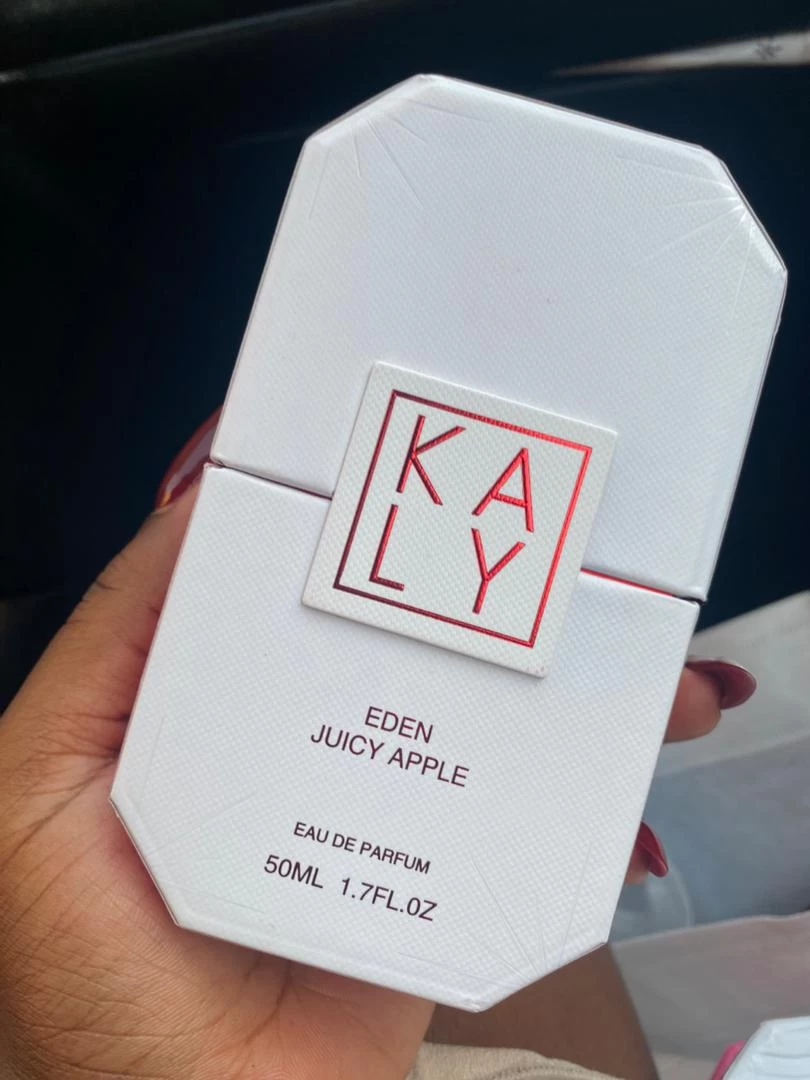 KA
LY
EDEN
JUICY APPLE
EAU DE PARFUM
50ML 1.7FL.OZ